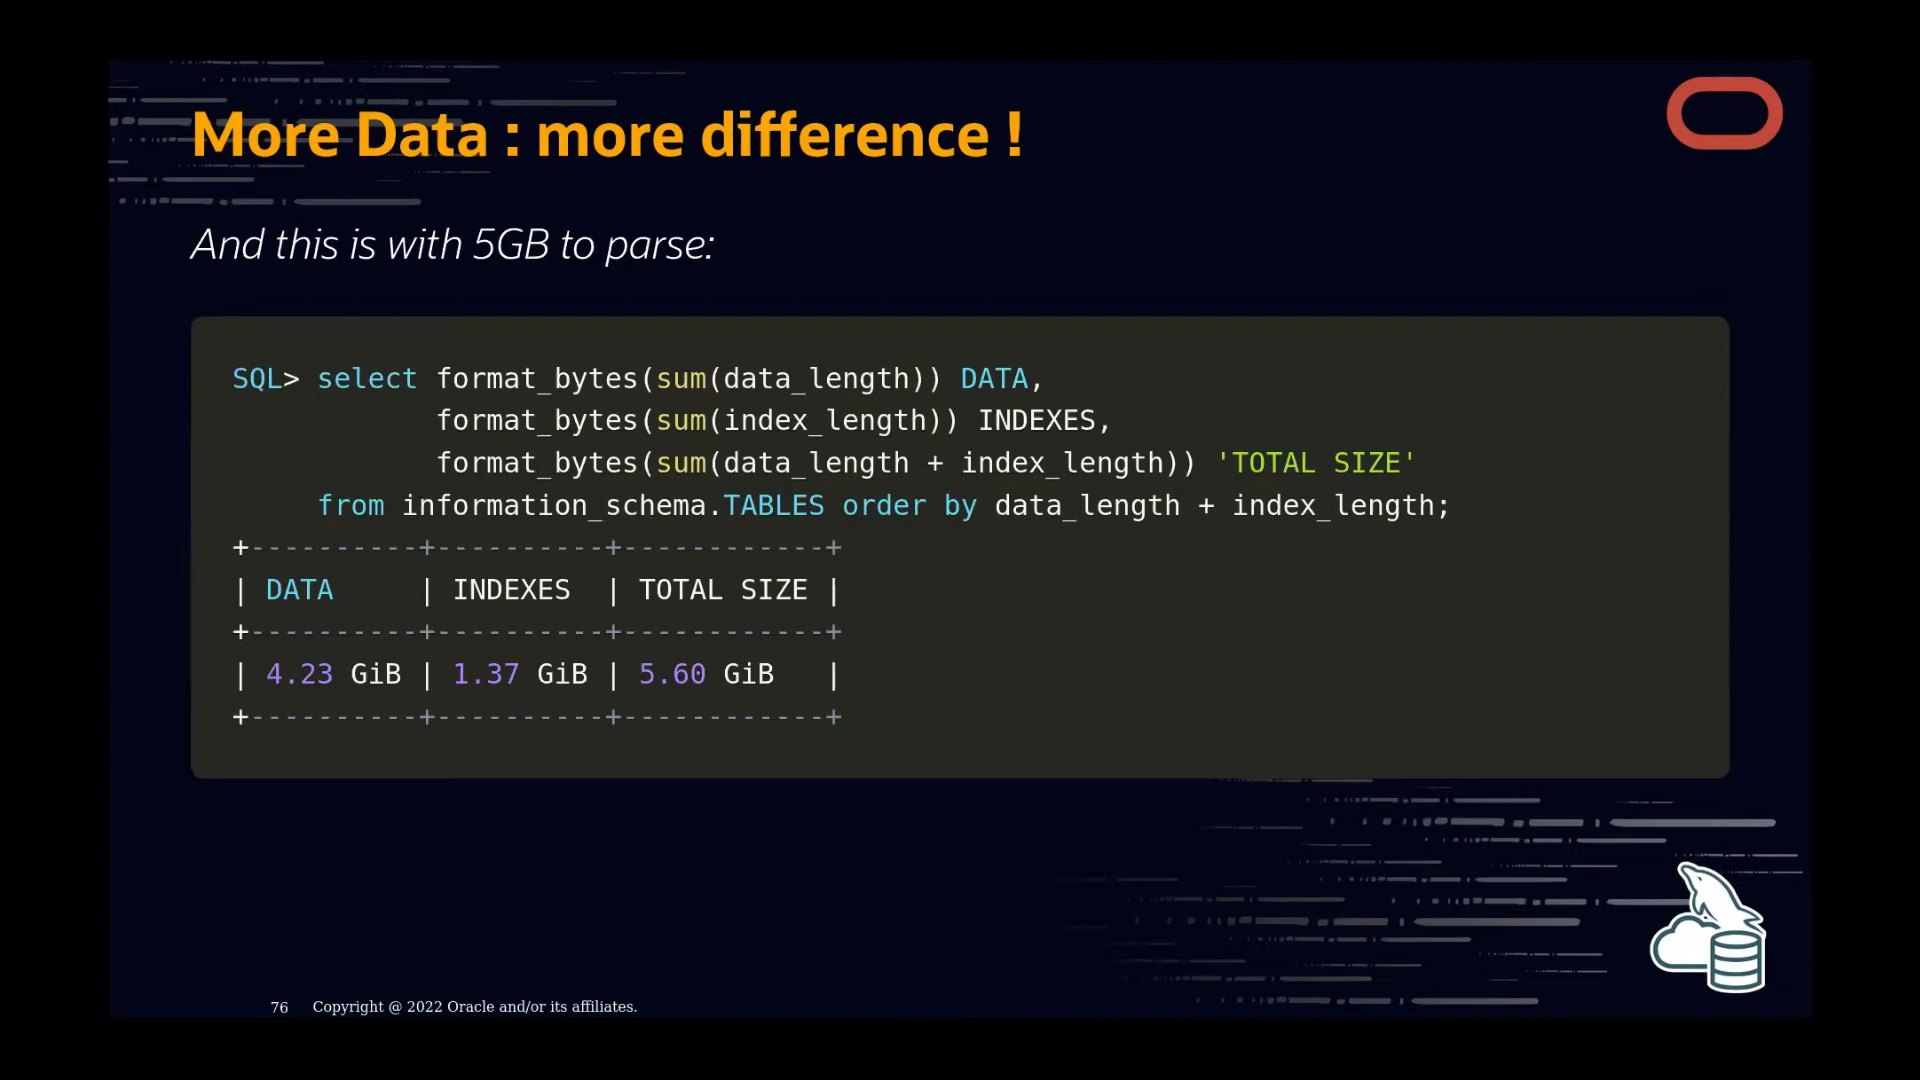 More Data : more difference !
And this is with 5GB to parse:
SQL> select format_bytes(sum(data_length)) DATA,
            format_bytes(sum(index_length)) INDEXES,
            format_bytes(sum(data_length + index_length)) 'TOTAL SIZE'
     from information_schema.TABLES order by data_length + index_length;
+----------+----------+------------+
| DATA     | INDEXES  | TOTAL SIZE |
+----------+----------+------------+
| 4.23 GiB | 1.37 GiB | 5.60 GiB   |
+----------+----------+------------+
76 Copyright @ 2022 Oracle and/or its affiliates.